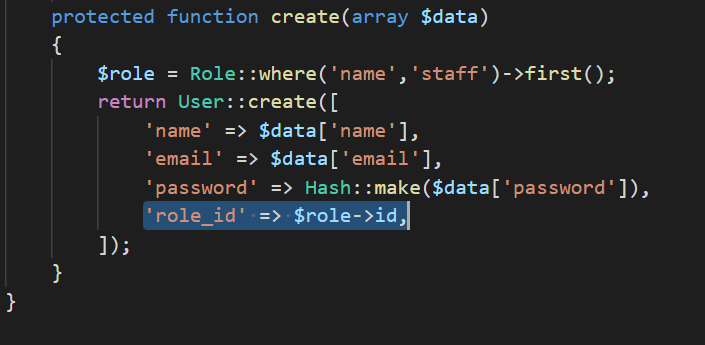 protected function create(array $data)
{
$role = Role::where('name','staff')->first();
return User::create([
'name' => $data['name'],
'email' => $data['email'],
'password' => Hash::make($data['password']),
'role_id' => $role->id,
]);
}
}